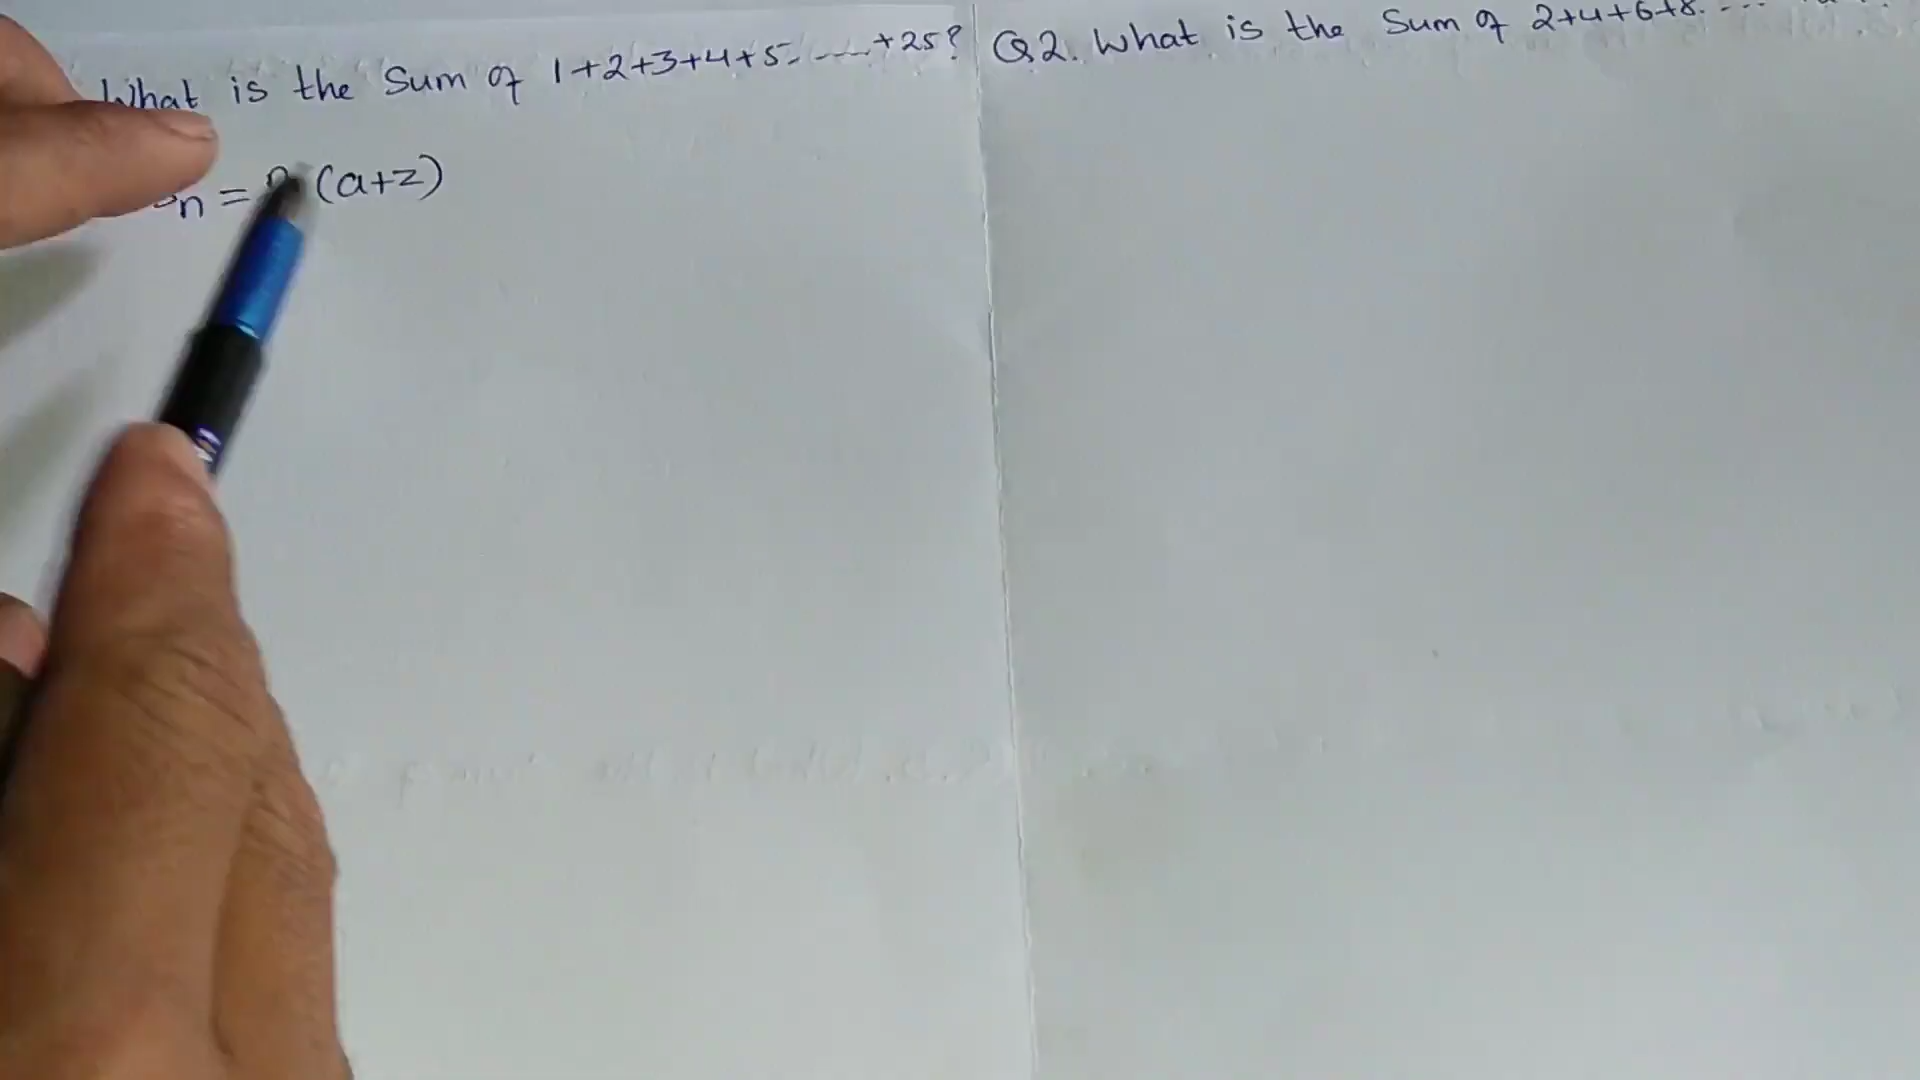 What is the Sum of 1+2+3+4+5- ----+25?
Q2. What is the Sum of 2+4+6+8. ---
n = (a+z)